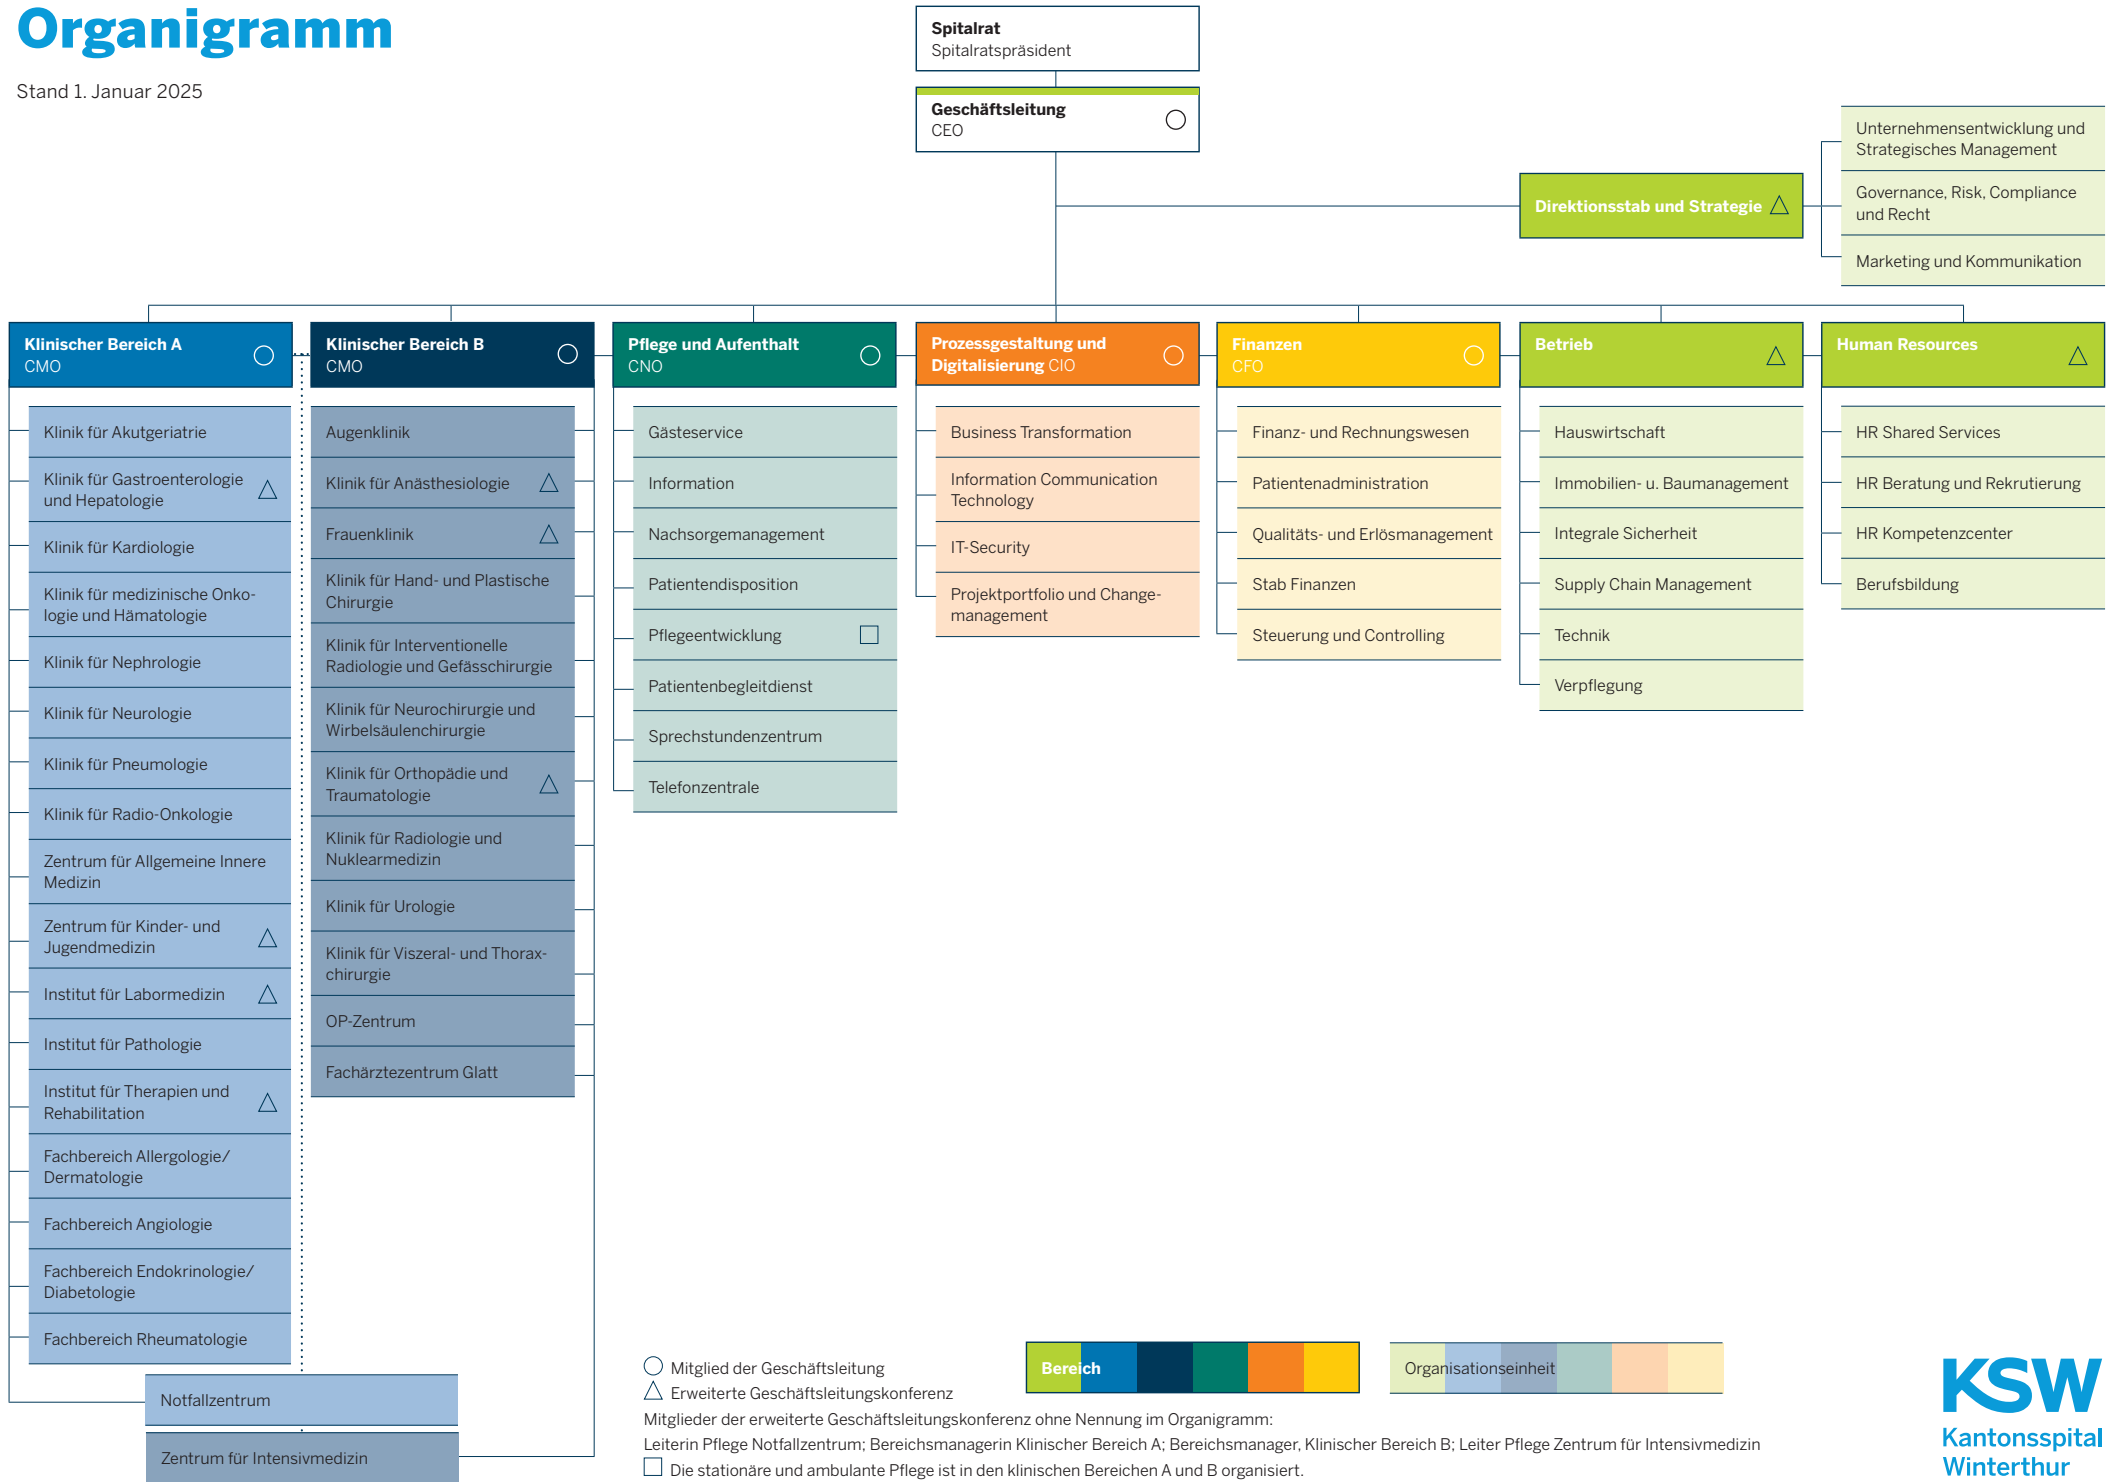 Organigramm
Stand 1. Januar 2025
Spitalrat
Spitalratspräsident
Geschäftsleitung
CEO
Direktionsstab und Strategie
Unternehmensentwicklung und
Strategisches Management
Governance, Risk, Compliance
und Recht
Marketing und Kommunikation
Klinischer Bereich A
CMO
Klinik für Akutgeriatrie
Klinik für Gastroenterologie
und Hepatologie
Klinik für Kardiologie
Klinik für medizinische Onko-
logie und Hämatologie
Klinik für Nephrologie
Klinik für Neurologie
Klinik für Pneumologie
Klinik für Radio-Onkologie
Zentrum für Allgemeine Innere
Medizin
Zentrum für Kinder- und
Jugendmedizin
Institut für Labormedizin
Institut für Pathologie
Institut für Therapien und
Rehabilitation
Fachbereich Allergologie/
Dermatologie
Fachbereich Angiologie
Fachbereich Endokrinologie/
Diabetologie
Fachbereich Rheumatologie
Notfallzentrum
Zentrum für Intensivmedizin
Klinischer Bereich B
CMO
Augenklinik
Klinik für Anästhesiologie
Frauenklinik
Klinik für Hand- und Plastische
Chirurgie
Klinik für Interventionelle
Radiologie und Gefässchirurgie
Klinik für Neurochirurgie und
Wirbelsäulenchirurgie
Klinik für Orthopädie und
Traumatologie
Klinik für Radiologie und
Nuklearmedizin
Klinik für Urologie
Klinik für Viszeral- und Thorax-
chirurgie
OP-Zentrum
Fachärztezentrum Glatt
Pflege und Aufenthalt
CNO
Gästeservice
Information
Nachsorgemanagement
Patientendisposition
Pflegeentwicklung
Patientenbegleitdienst
Sprechstundenzentrum
Telefonzentrale
Prozessgestaltung und
Digitalisierung CIO
Business Transformation
Information Communication
Technology
IT-Security
Projektportfolio und Change-
management
Finanzen
CFO
Finanz- und Rechnungswesen
Patientenadministration
Qualitäts- und Erlösmanagement
Stab Finanzen
Steuerung und Controlling
Betrieb
Hauswirtschaft
Immobilien- u. Baumanagement
Integrale Sicherheit
Supply Chain Management
Technik
Verpflegung
Human Resources
HR Shared Services
HR Beratung und Rekrutierung
HR Kompetenzcenter
Berufsbildung
Mitglied der Geschäftsleitung
Erweiterte Geschäftsleitungskonferenz
Bereich
Organisationseinheit
Mitglieder der erweiterte Geschäftsleitungskonferenz ohne Nennung im Organigramm:
Leiterin Pflege Notfallzentrum; Bereichsmanagerin Klinischer Bereich A; Bereichsmanager, Klinischer Bereich B; Leiter Pflege Zentrum für Intensivmedizin
Die stationäre und ambulante Pflege ist in den klinischen Bereichen A und B organisiert.
KSW
Kantonsspital
Winterthur